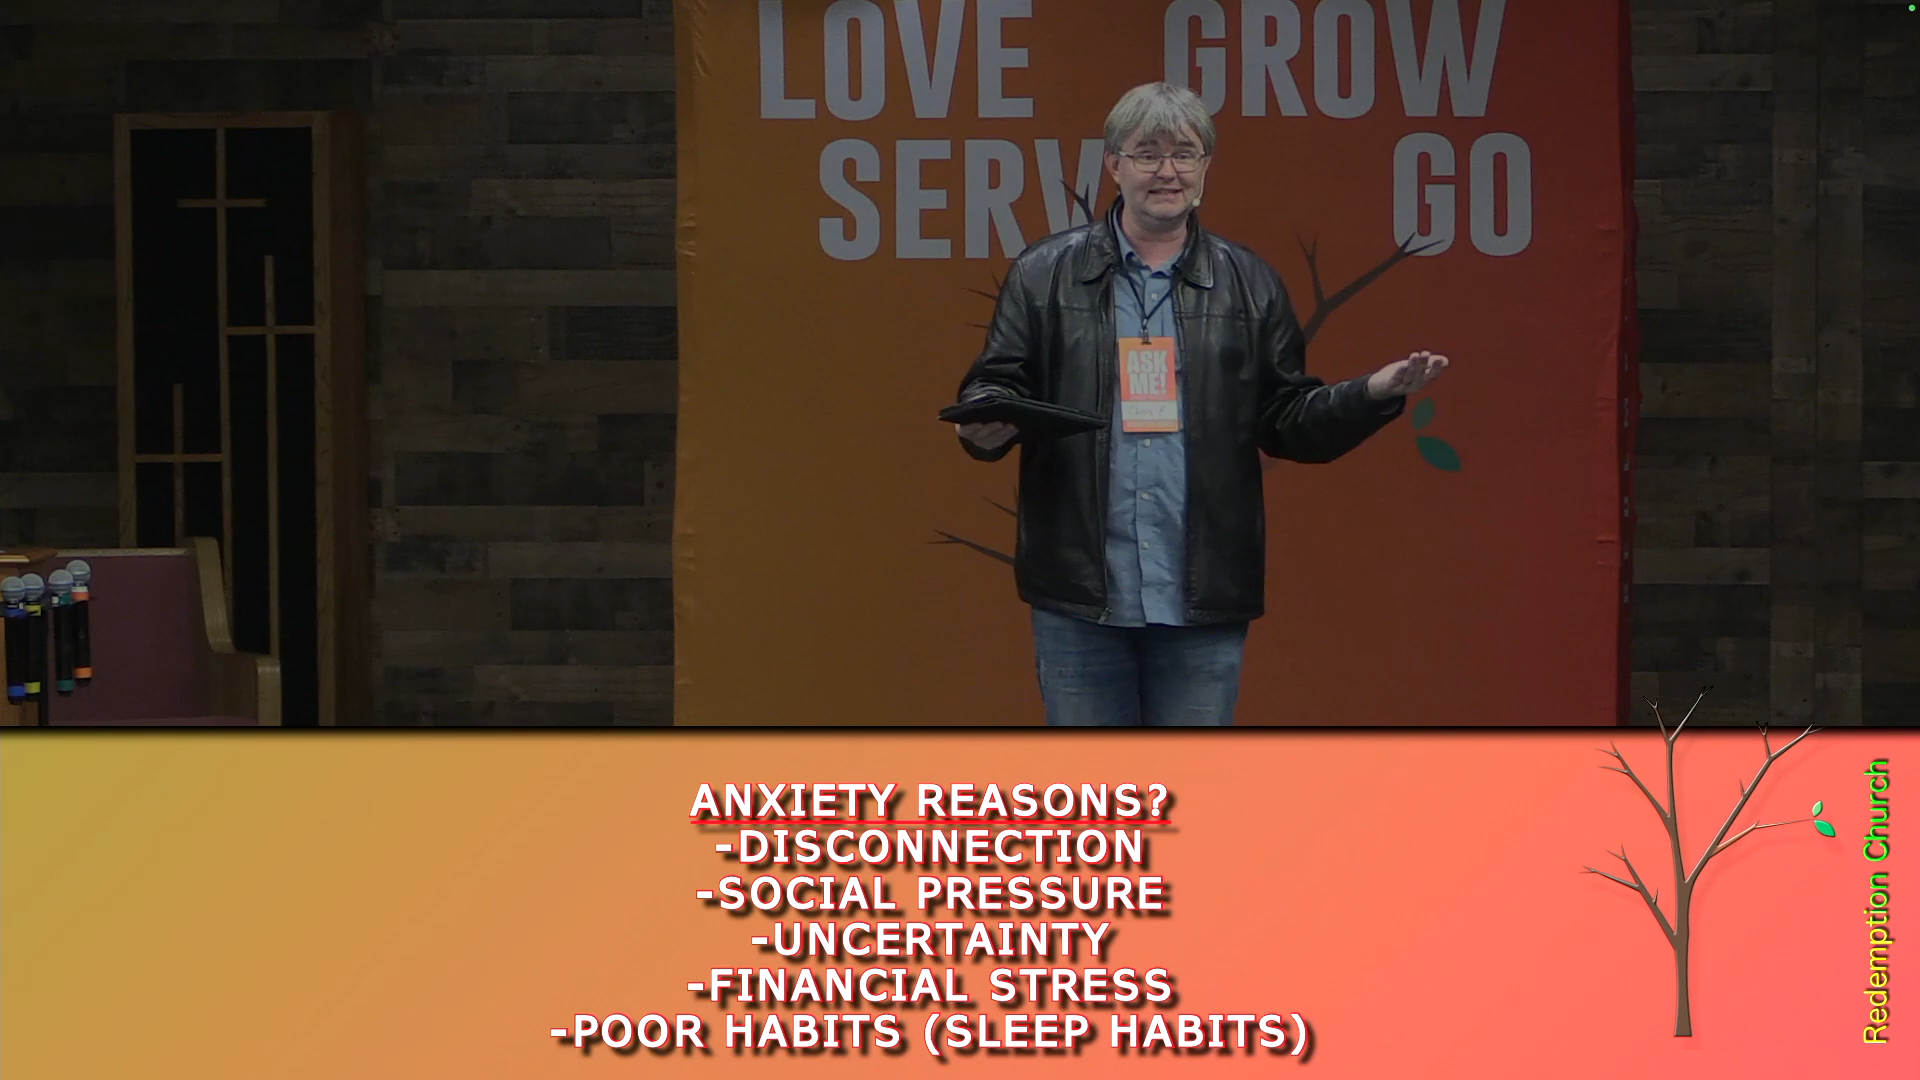 LOVE GROW
SERV GO
ASK
ME!
ANXIETY REASONS?
-DISCONNECTION
-SOCIAL PRESSURE
-UNCERTAINTY
-FINANCIAL STRESS
-POOR HABITS (SLEEP HABITS)
Redemption Church